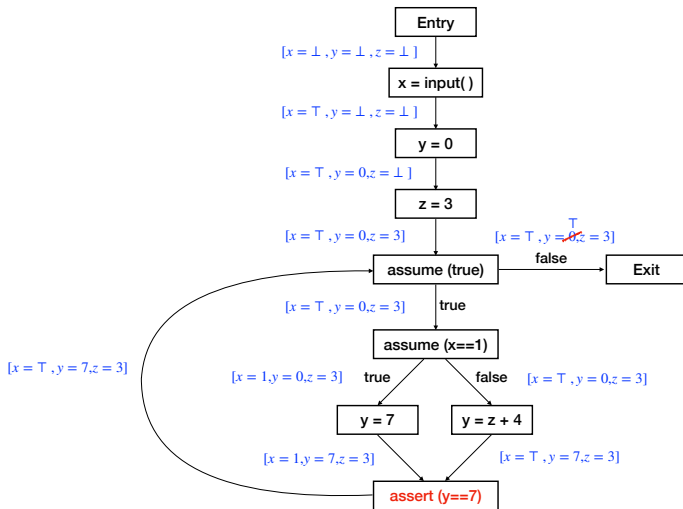 Entry
[x = ⊥ , y = ⊥ , z = ⊥ ]
x = input( )
[x = ⊤ , y = ⊥ , z = ⊥ ]
y = 0
[x = ⊤ , y = 0,z = ⊥ ]
z = 3
⊤
[x = ⊤ , y = 0,z = 3]
[x = ⊤ , y = 0,z = 3]
assume (true)
false
Exit
[x = ⊤ , y = 0,z = 3]
true
assume (x==1)
[x = ⊤ , y = 7,z = 3]
[x = 1,y = 0,z = 3]
true
false
[x = ⊤ , y = 0,z = 3]
y = 7
y = z + 4
[x = 1,y = 7,z = 3]
[x = ⊤ , y = 7,z = 3]
assert (y==7)